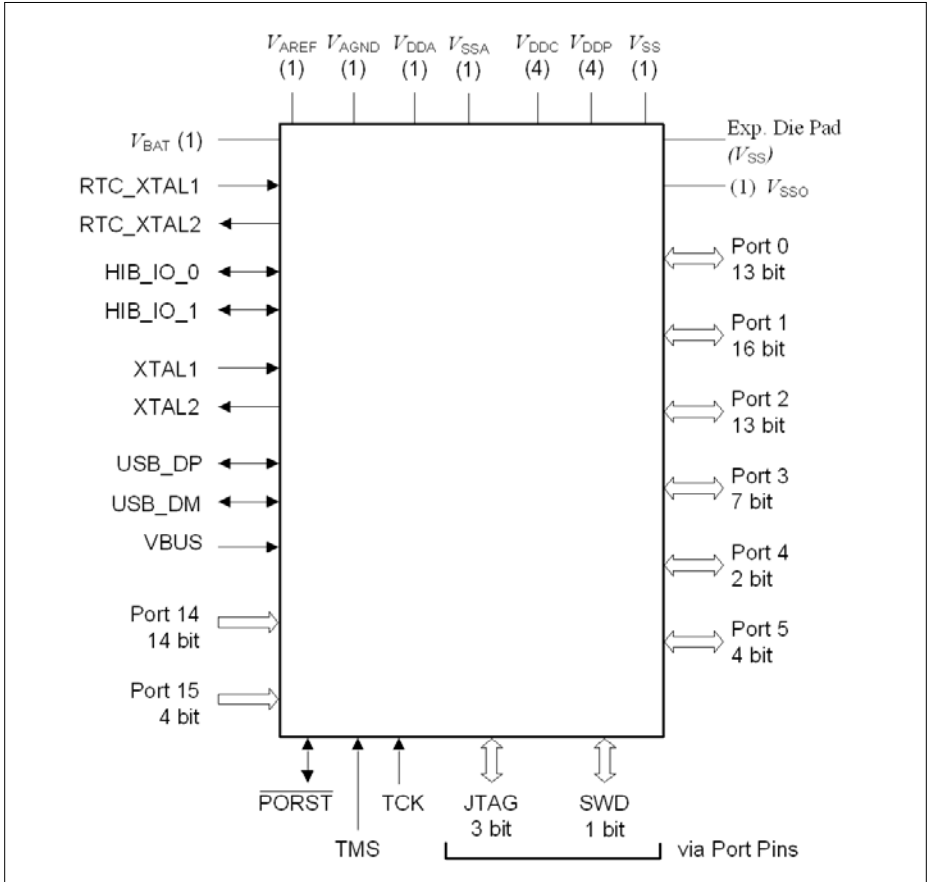 VAREF VAGND VDDA VSSA VDDC VDDP VSS
(1) (1) (1) (1) (4) (4) (1)
VBAT (1)
RTC_XTAL1
RTC_XTAL2
HIB_IO_0
HIB_IO_1
XTAL1
XTAL2
USB_DP
USB_DM
VBUS
Port 14
14 bit
Port 15
4 bit
Exp. Die Pad
(VSS)
(1) VSSO
Port 0
13 bit
Port 1
16 bit
Port 2
13 bit
Port 3
7 bit
Port 4
2 bit
Port 5
4 bit
PORST TCK JTAG SWD
3 bit 1 bit
TMS via Port Pins